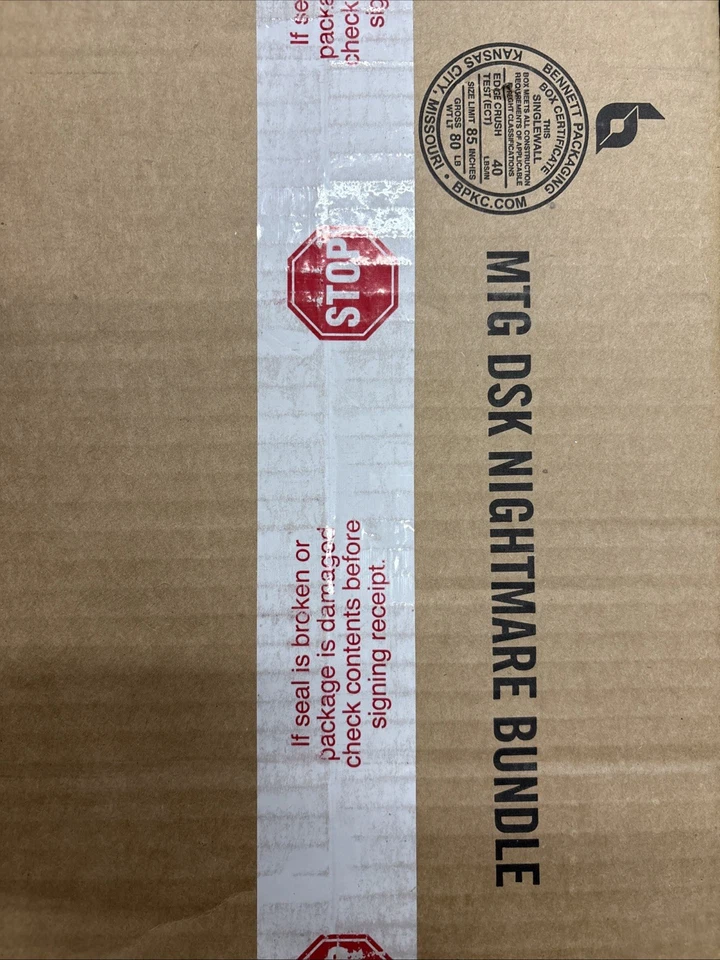 If se
packa
check
sig
STOP
If seal is broken or
package is damaged
check contents before
signing receipt.
BENNETT PACKAGING
KANSAS CITY, MISSOURI • BPKC.COM
BOX CERTIFICATE
THIS
SINGLEWALL
BOX MEETS ALL CONSTRUCTION
REQUIREMENTS OF APPLICABLE
FREIGHT CLASSIFICATIONS
EDGE CRUSH
TEST (ECT) 40 LBS/IN
SIZE LIMIT 85 INCHES
GROSS
WT LT 80 LB
MTG DSK NIGHTMARE BUNDLE